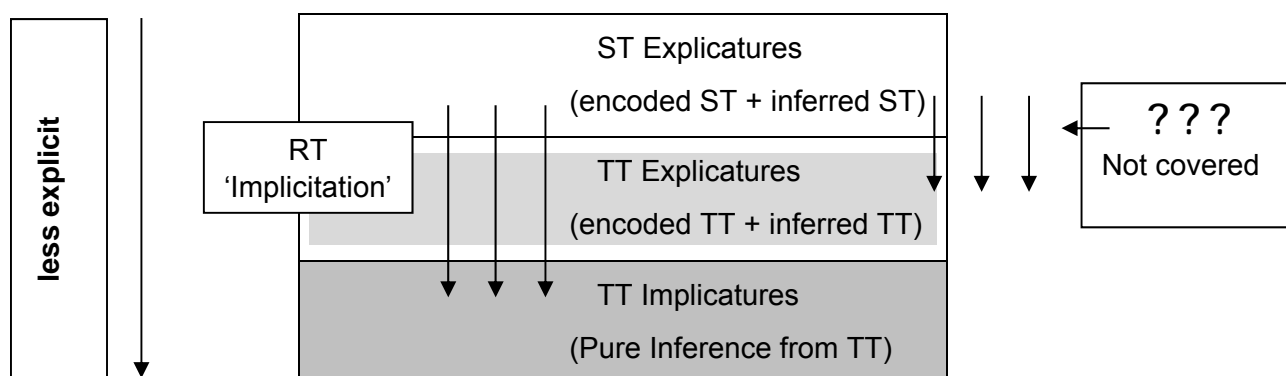 less explicit
ST Explicatures
(encoded ST + inferred ST)
RT
‘Implicitation’
TT Explicatures
(encoded TT + inferred TT)
TT Implicatures
(Pure Inference from TT)
? ? ?
Not covered